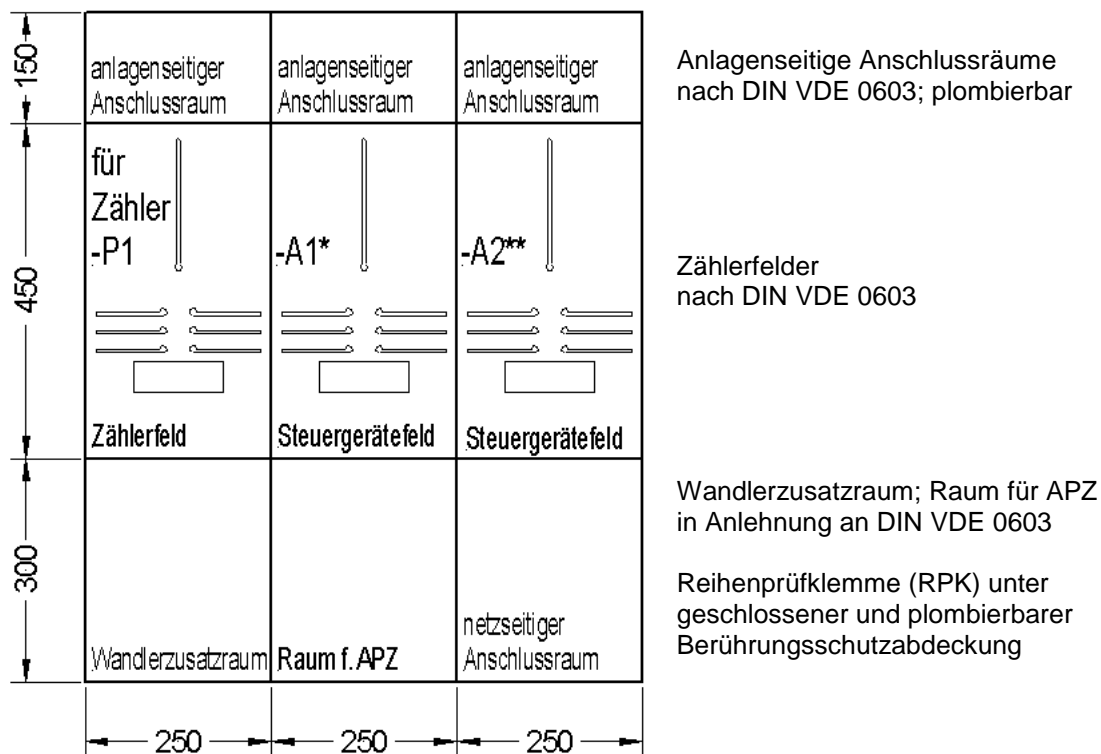 150
anlagenseitiger
Anschlussraum
anlagenseitiger
Anschlussraum
anlagenseitiger
Anschlussraum
Anlagenseitige Anschlussräume
nach DIN VDE 0603; plombierbar
450
für
Zähler
-P1
-A1*
-A2**
Zählerfeld
Steuergerätefeld
Steuergerätefeld
Zählerfelder
nach DIN VDE 0603
300
Wandlerzusatzraum
Raum f. APZ
netzseitiger
Anschlussraum
Wandlerzusatzraum; Raum für APZ
in Anlehnung an DIN VDE 0603
Reihenprüfklemme (RPK) unter
geschlossener und plombierbarer
Berührungsschutzabdeckung
250
250
250